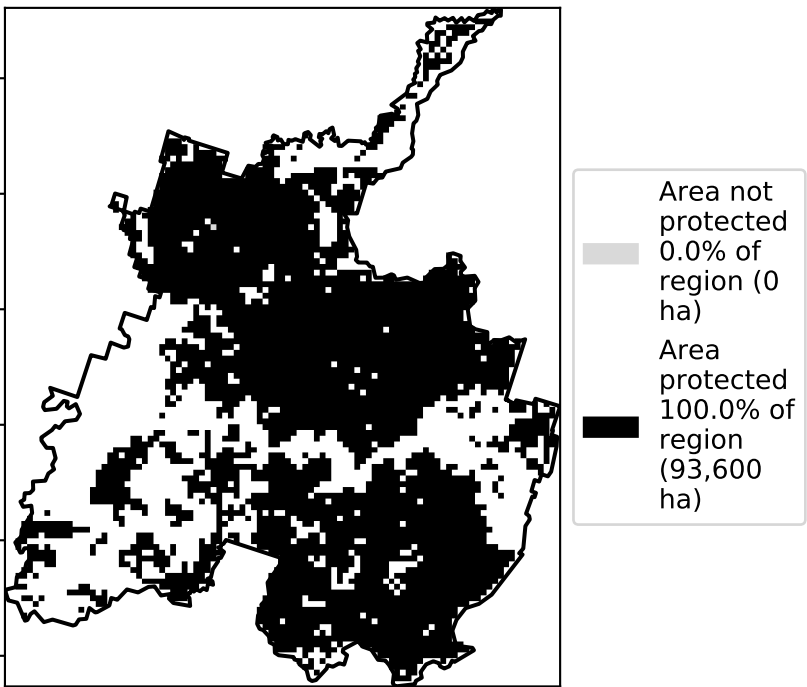 Area not
protected
0.0% of
region (0
ha)
Area
protected
100.0% of
region
(93,600
ha)